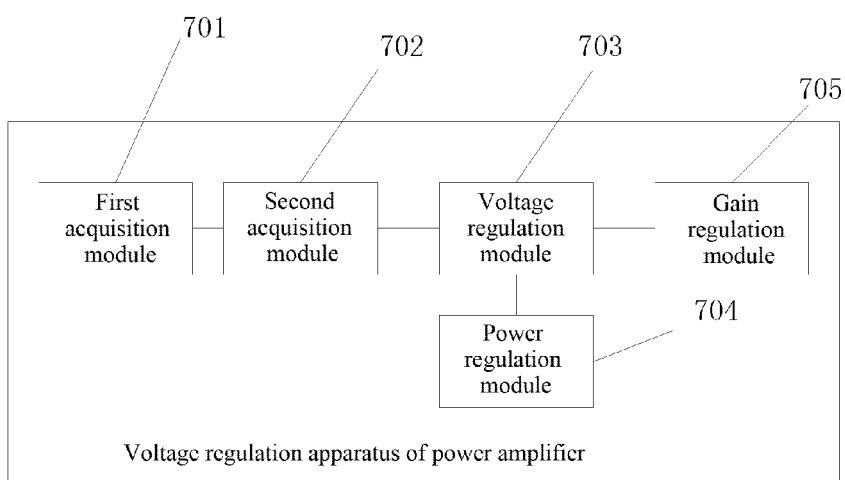 701
702
703
705
First
acquisition
module
Second
acquisition
module
Voltage
regulation
module
Gain
regulation
module
704
Power
regulation
module
Voltage regulation apparatus of power amplifier